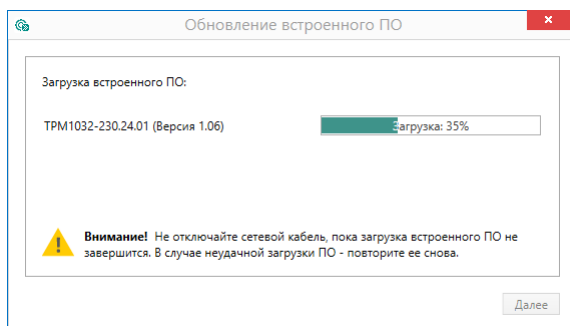 Обновление встроенного ПО
Загрузка встроенного ПО:
ТРМ1032-230.24.01 (Версия 1.06)
Загрузка: 35%
Внимание! Не отключайте сетевой кабель, пока загрузка встроенного ПО не
завершится. В случае неудачной загрузки ПО - повторите ее снова.
Далее